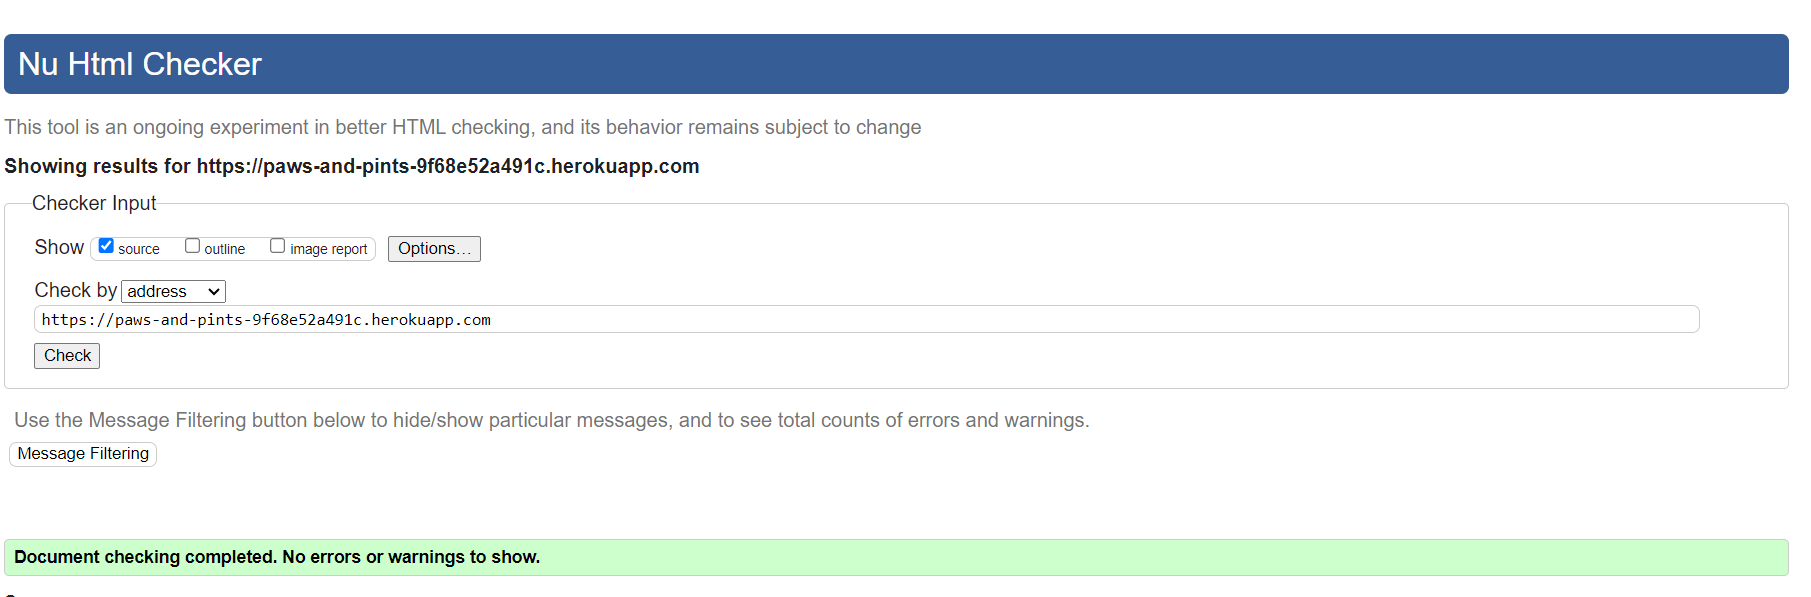 Nu Html Checker
This tool is an ongoing experiment in better HTML checking, and its behavior remains subject to change
Showing results for https://paws-and-pints-9f68e52a491c.herokuapp.com
Checker Input
Show source outline image report Options...
Check by address
https://paws-and-pints-9f68e52a491c.herokuapp.com
Check
Use the Message Filtering button below to hide/show particular messages, and to see total counts of errors and warnings.
Message Filtering
Document checking completed. No errors or warnings to show.